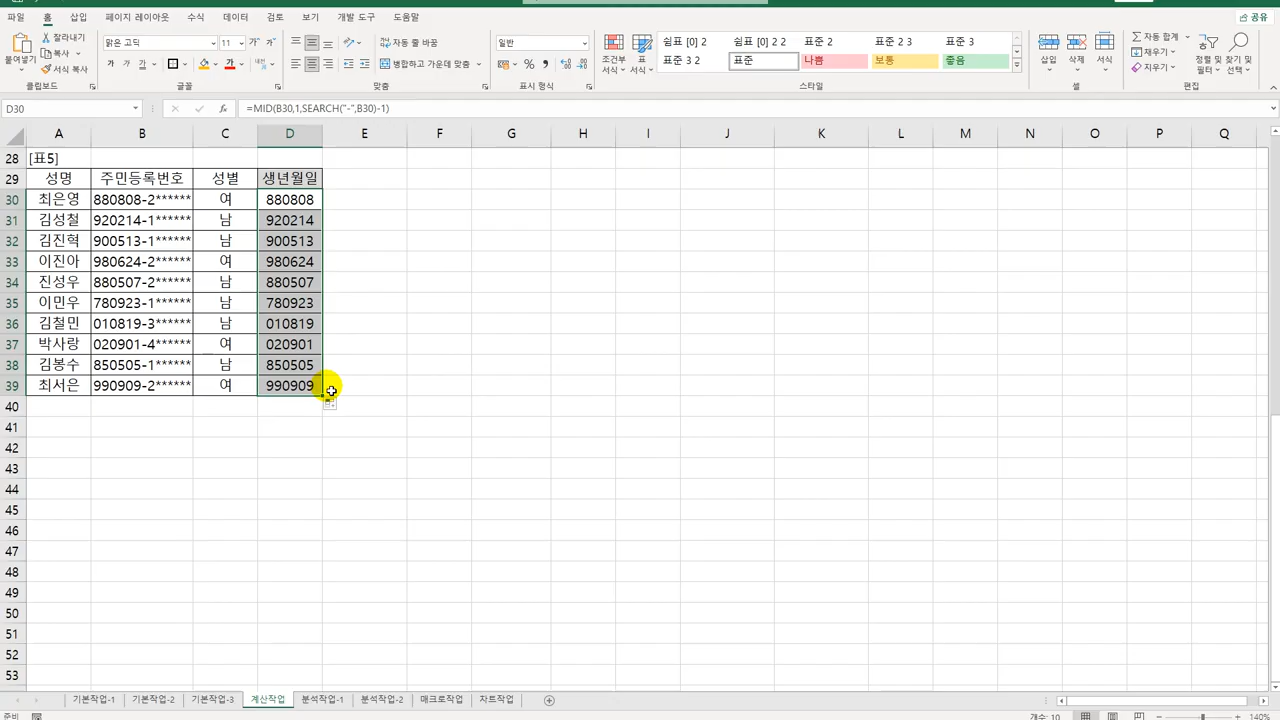 파일 홈 삽입 페이지 레이아웃 수식 데이터 검토 보기 개발 도구 도움말 공유
잘라내기 맑은 고딕 11 가 가 자동 줄 바꿈 일반 쉼표 [0] 2 쉼표 [0] 2 2 표준 2 표준 2 3 표준 3 자동 합계
붙여넣기 복사 가 가 가 병합하고 가운데 맞춤 % 조건부 서식 표 서식 표준 3 2 표준 나쁨 보통 좋음 삽입 삭제 서식 채우기 정렬 및 필터 찾기 및 선택
서식 복사 지우기
클립보드 글꼴 맞춤 표시 형식 스타일 셀 편집
D30 fx =MID(B30,1,SEARCH("-",B30)-1)
A B C D E F G H I J K L M N O P Q
28 [표5]
29 성명 주민등록번호 성별 생년월일
30 최은영 880808-2****** 여 880808
31 김성철 920214-1****** 남 920214
32 김진혁 900513-1****** 남 900513
33 이진아 980624-2****** 여 980624
34 진성우 880507-2****** 남 880507
35 이민우 780923-1****** 남 780923
36 김철민 010819-3****** 남 010819
37 박사랑 020901-4****** 여 020901
38 김봉수 850505-1****** 남 850505
39 최서은 990909-2****** 여 990909
40
41
42
43
44
45
46
47
48
49
50
51
52
53
기본작업-1 기본작업-2 기본작업-3 계산작업 분석작업-1 분석작업-2 매크로작업 차트작업
준비 개수: 10 140%